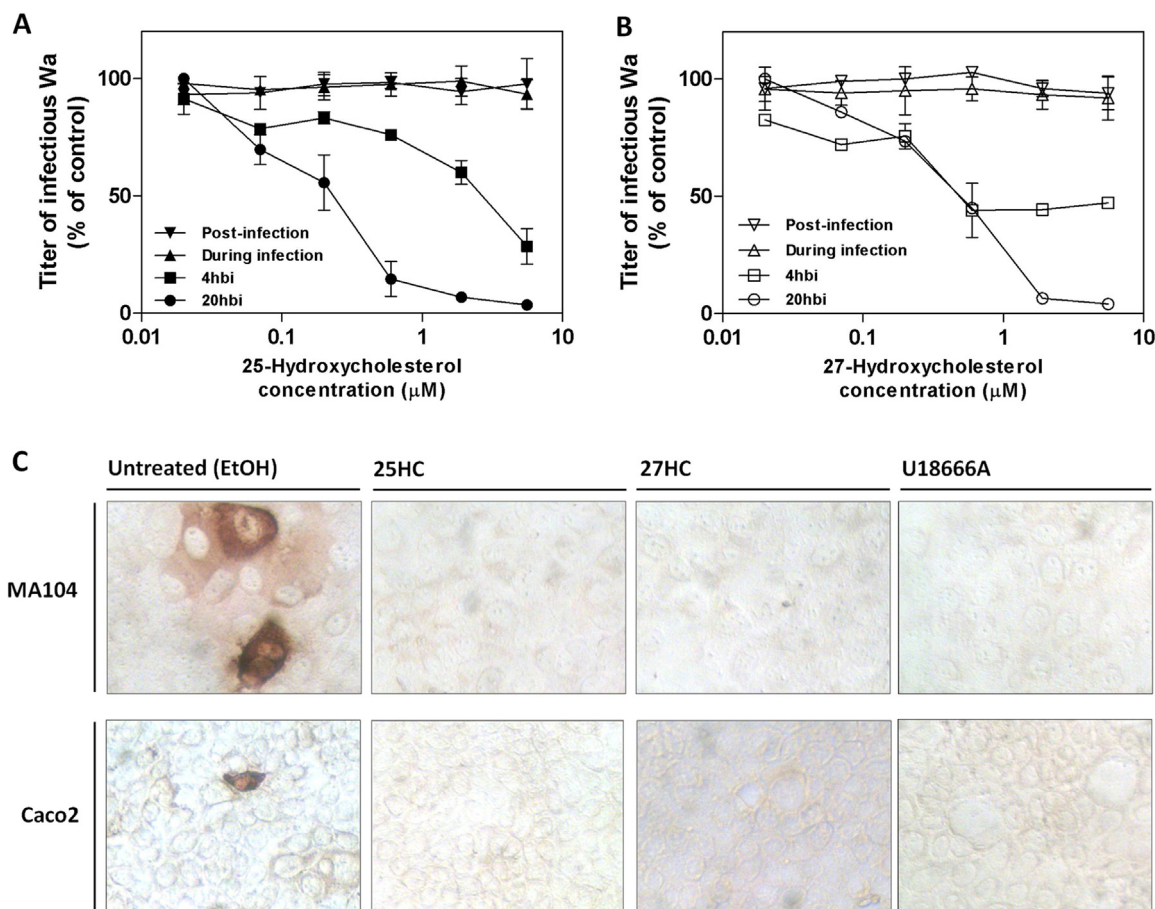 A
Titer of infectious Wa
(% of control)
100
50
0
Post-infection
During infection
4hbi
20hbi
0.01 0.1 1 10
25-Hydroxycholesterol
concentration (μM)
B
Titer of infectious Wa
(% of control)
100
50
0
Post-infection
During infection
4hbi
20hbi
0.01 0.1 1 10
27-Hydroxycholesterol
concentration (μM)
C
Untreated (EtOH) 25HC 27HC U18666A
MA104
Caco2